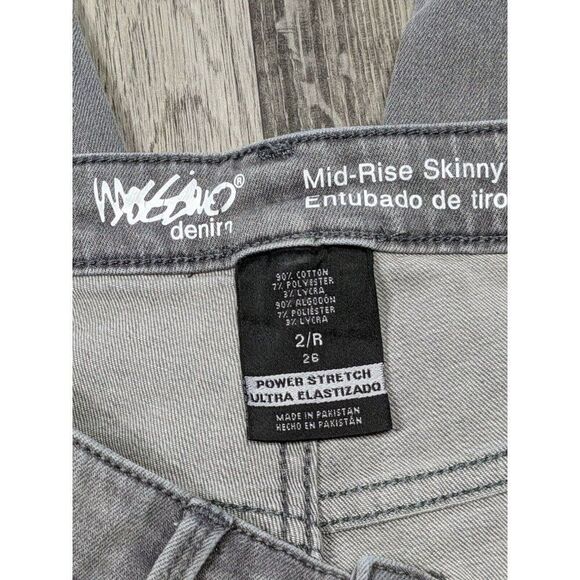 Mossimo®
denim
Mid-Rise Skinny
Entubado de tiro
90% COTTON
7% POLYESTER
3% LYCRA
90% ALGODÓN
7% POLIÉSTER
3% LYCRA
2/R
26
POWER STRETCH
ULTRA ELASTIZADO
MADE IN PAKISTAN
HECHO EN PAKISTÁN